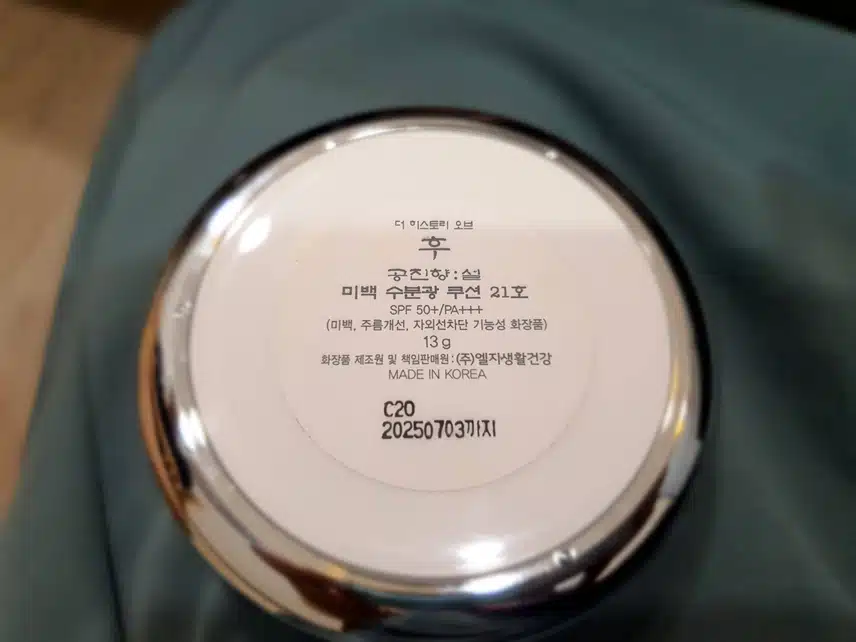 더 히스토리 오브
후
공진향:설
미백 수분광 쿠션 21호
SPF 50+/PA+++
(미백, 주름개선, 자외선차단 기능성 화장품)
13 g
화장품 제조원 및 책임판매원 : (주)엘지생활건강
MADE IN KOREA
C20
20250703까지